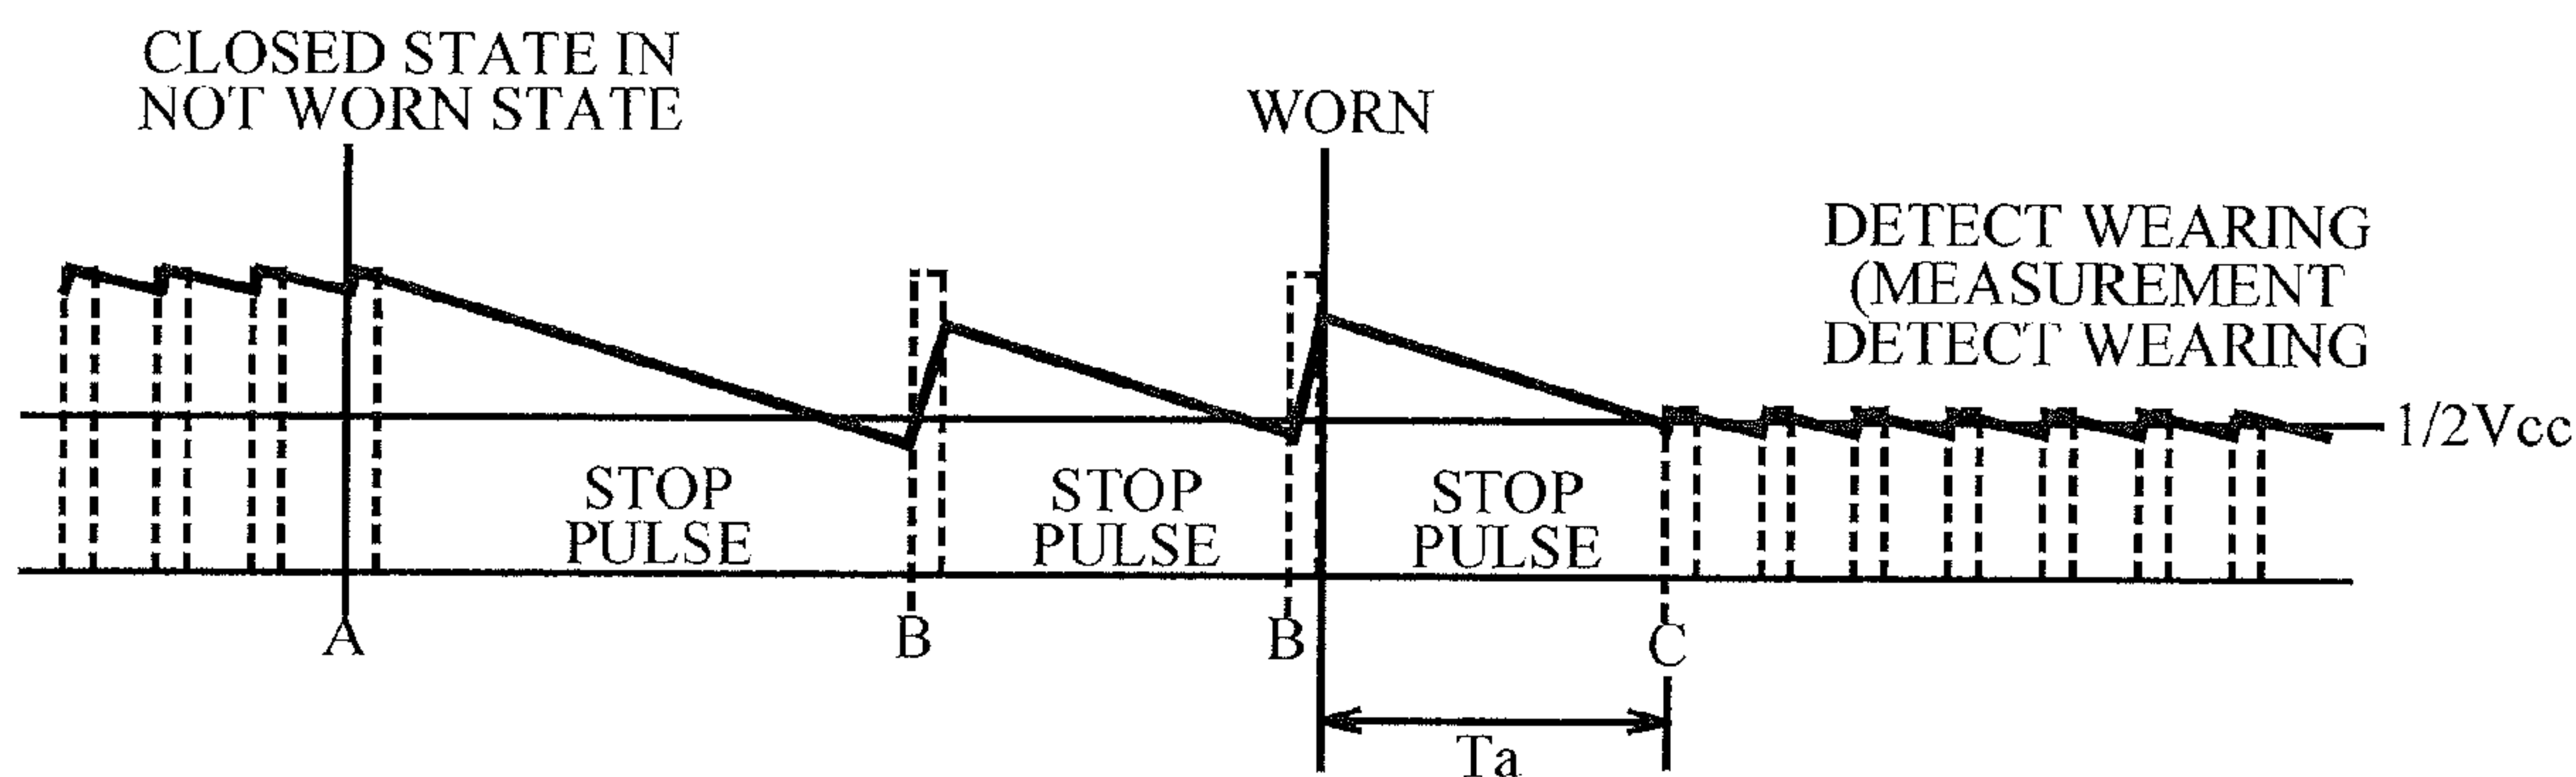 CLOSED STATE IN
NOT WORN STATE
WORN
DETECT WEARING
(MEASUREMENT
DETECT WEARING
1/2Vcc
STOP
PULSE
STOP
PULSE
STOP
PULSE
A
B
B
C
Ta